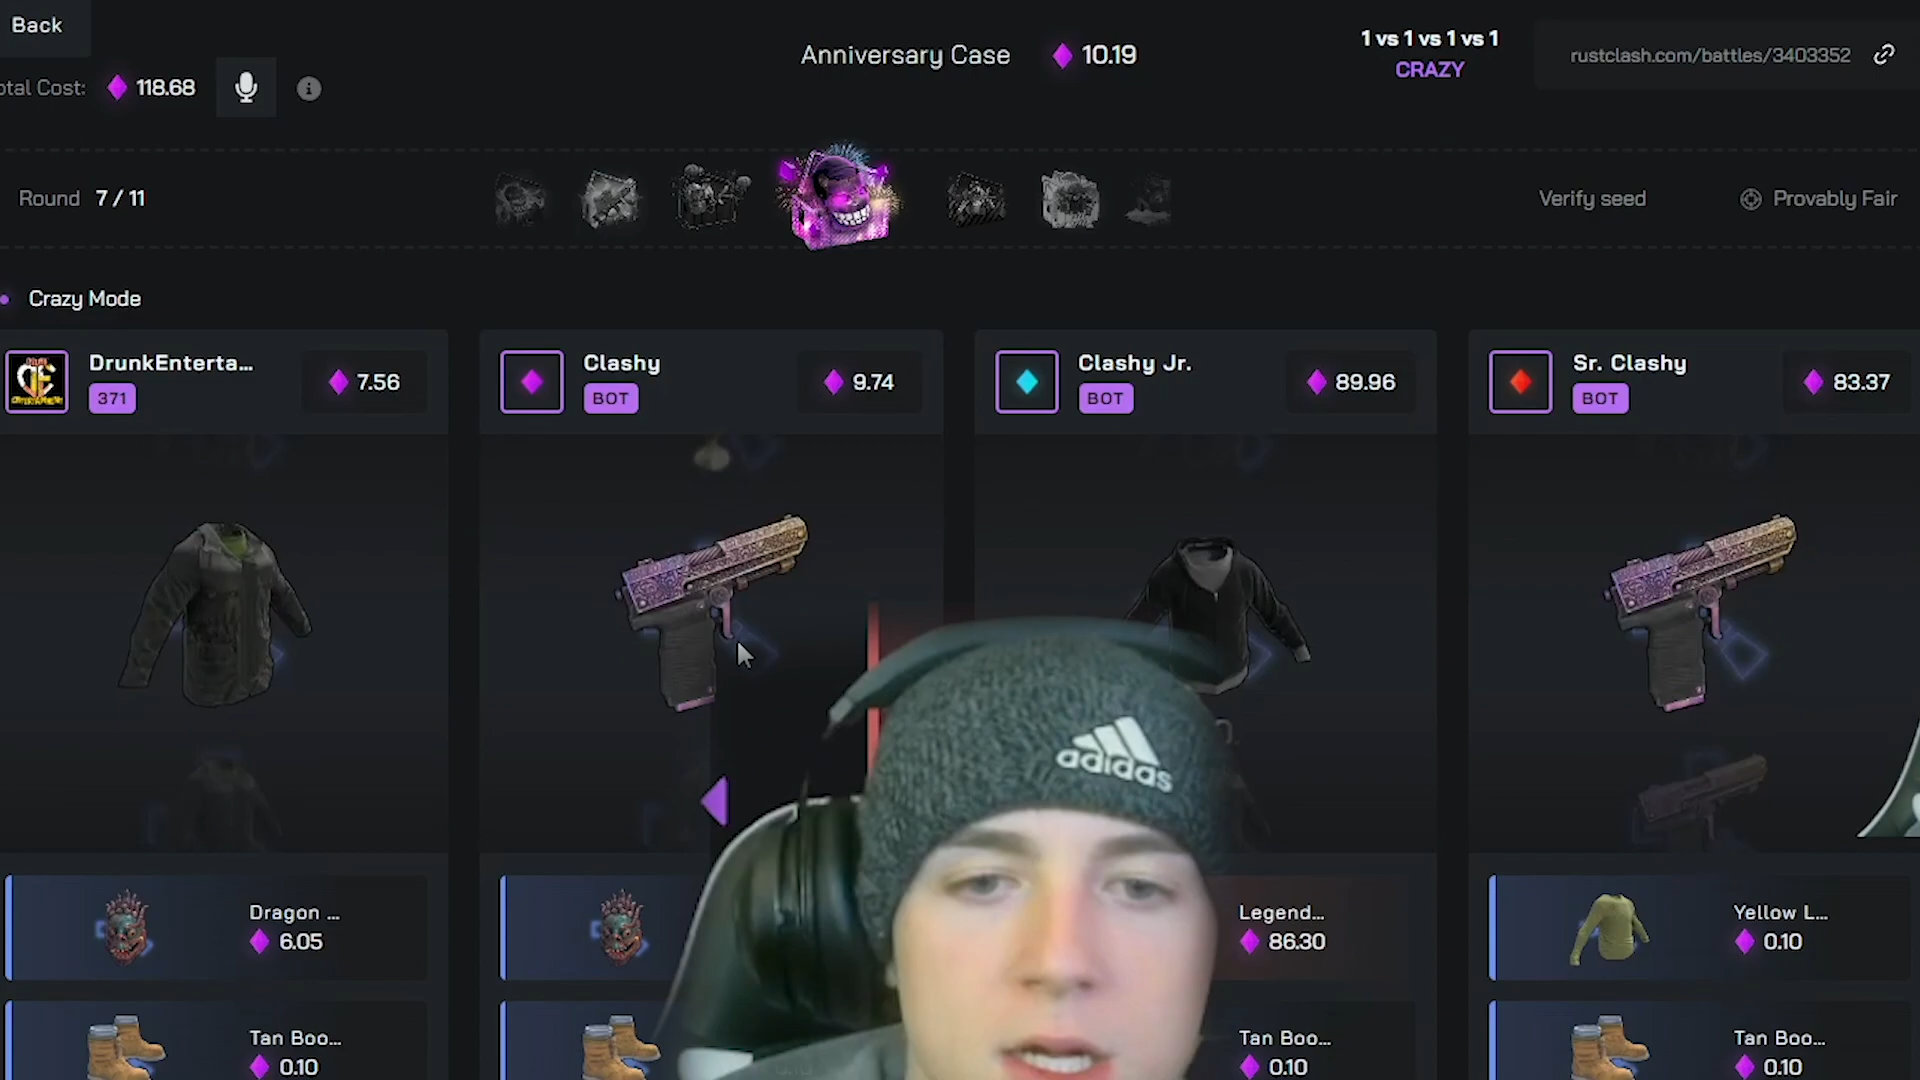 Back
Anniversary Case 10.19
1 vs 1 vs 1 vs 1
CRAZY
rustclash.com/battles/3403352
otal Cost: 118.68
Round 7 / 11
Verify seed
Provably Fair
Crazy Mode
DrunkEnterta...
371
7.56
Clashy
BOT
9.74
Clashy Jr.
BOT
89.96
Sr. Clashy
BOT
83.37
adidas
Dragon ...
6.05
Legend...
86.30
Yellow L...
0.10
Tan Boo...
0.10
Tan Boo...
0.10
Tan Boo...
0.10